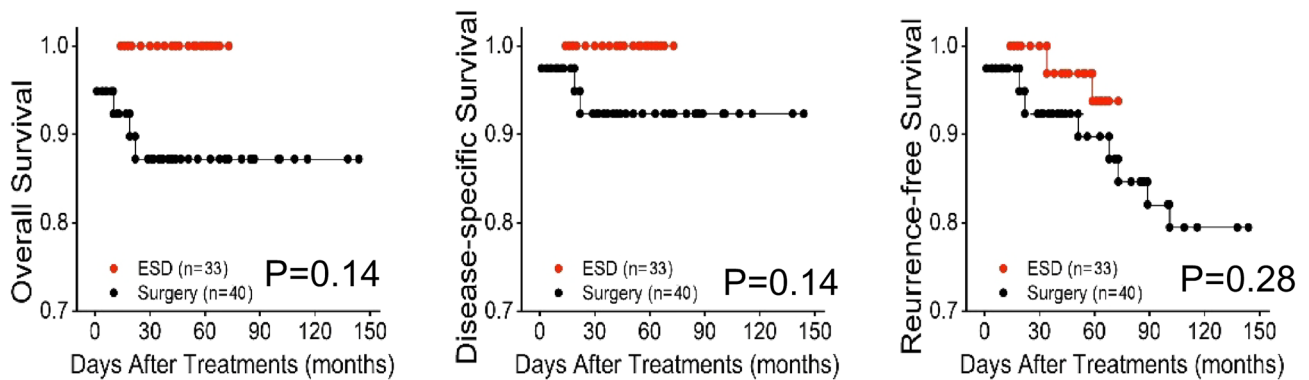 Overall Survival
1.0
0.9
0.8
0.7
ESD (n=33)
Surgery (n=40)
P=0.14
0 30 60 90 120 150
Days After Treatments (months)
Disease-specific Survival
1.0
0.9
0.8
0.7
ESD (n=33)
Surgery (n=40)
P=0.14
0 30 60 90 120 150
Days After Treatments (months)
Reurrence-free Survival
1.0
0.9
0.8
0.7
ESD (n=33)
Surgery (n=40)
P=0.28
0 30 60 90 120 150
Days After Treatments (months)